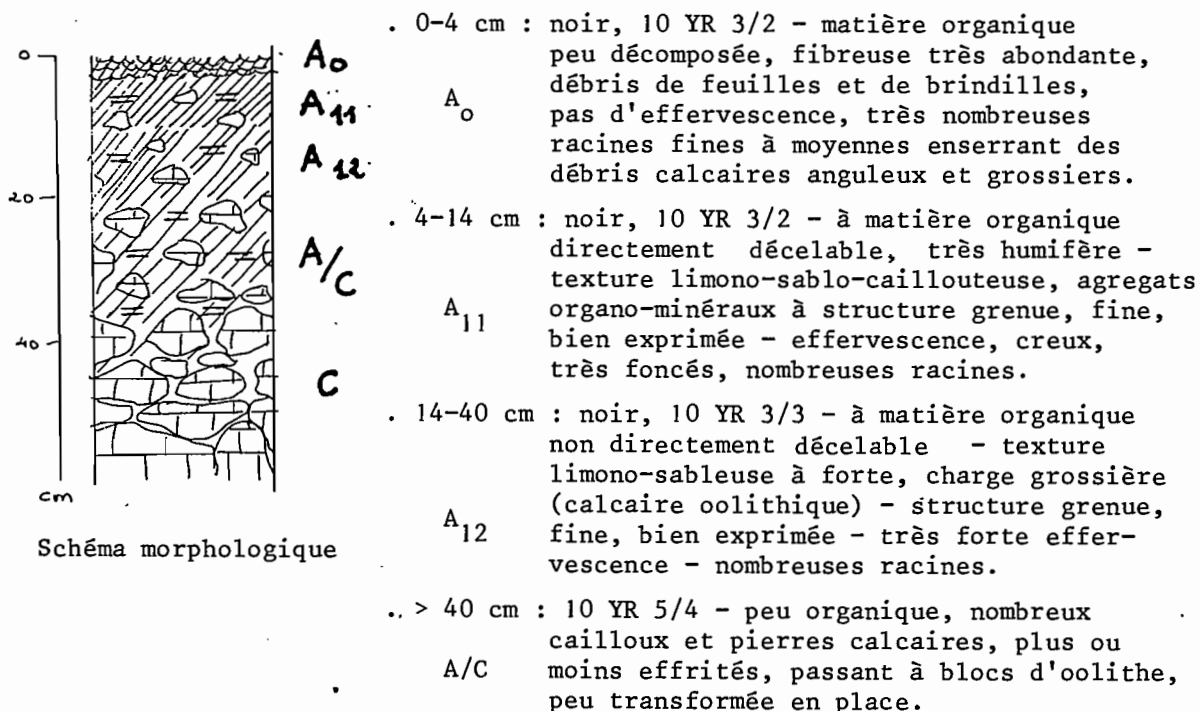 0
20
40
cm
A0
A11
A12
A/C
C
Schéma morphologique
. 0-4 cm : noir, 10 YR 3/2 - matière organique
peu décomposée, fibreuse très abondante,
débris de feuilles et de brindilles,
A0
pas d'effervescence, très nombreuses
racines fines à moyennes enserrant des
débris calcaires anguleux et grossiers.
. 4-14 cm : noir, 10 YR 3/2 - à matière organique
directement décelable, très humifère -
texture limono-sablo-caillouteuse, agregats
A11
organo-minéraux à structure grenue, fine,
bien exprimée - effervescence, creux,
très foncés, nombreuses racines.
. 14-40 cm : noir, 10 YR 3/3 - à matière organique
non directement décelable - texture
limono-sableuse à forte, charge grossière
(calcaire oolithique) - structure grenue,
A12
fine, bien exprimée - très forte effer-
vescence - nombreuses racines.
. > 40 cm : 10 YR 5/4 - peu organique, nombreux
cailloux et pierres calcaires, plus ou
A/C moins effrités, passant à blocs d'oolithe,
peu transformée en place.